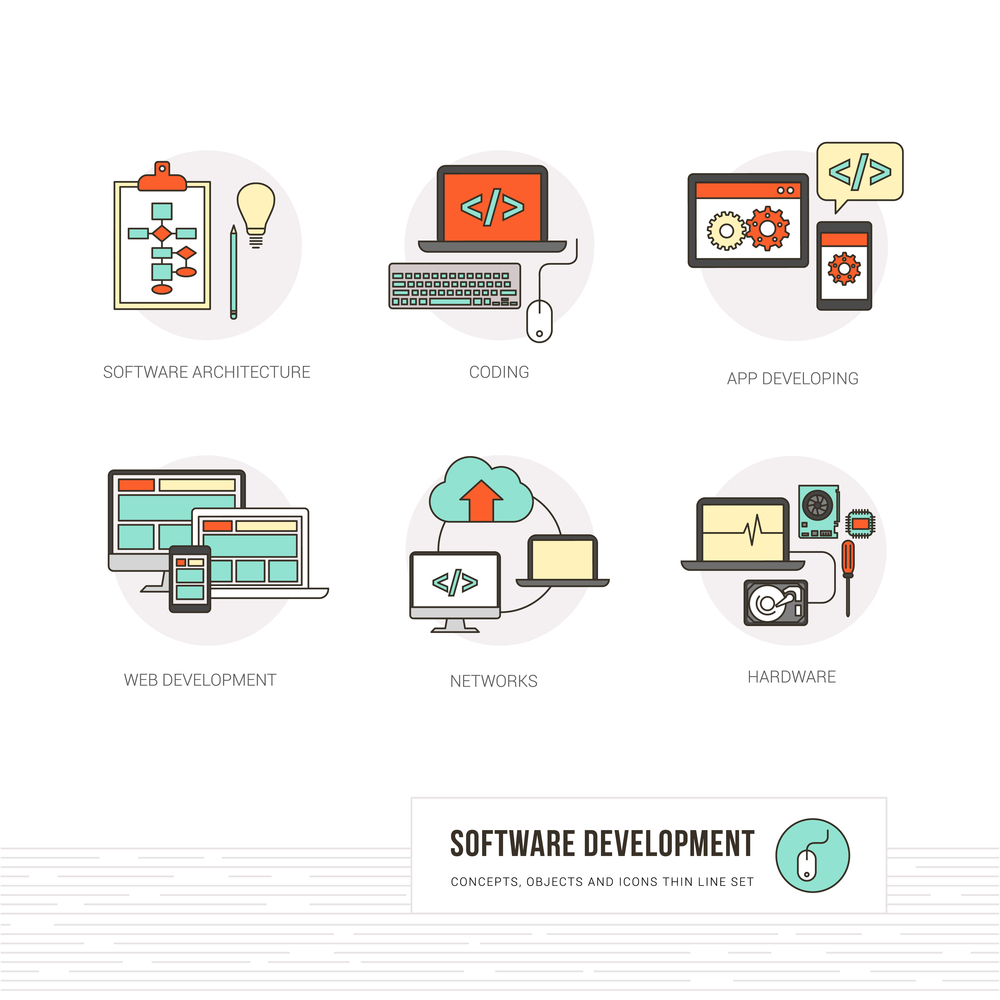 </>
</>
</>
SOFTWARE ARCHITECTURE
CODING
APP DEVELOPING
</>
WEB DEVELOPMENT
NETWORKS
HARDWARE
SOFTWARE DEVELOPMENT
CONCEPTS, OBJECTS AND ICONS THIN LINE SET